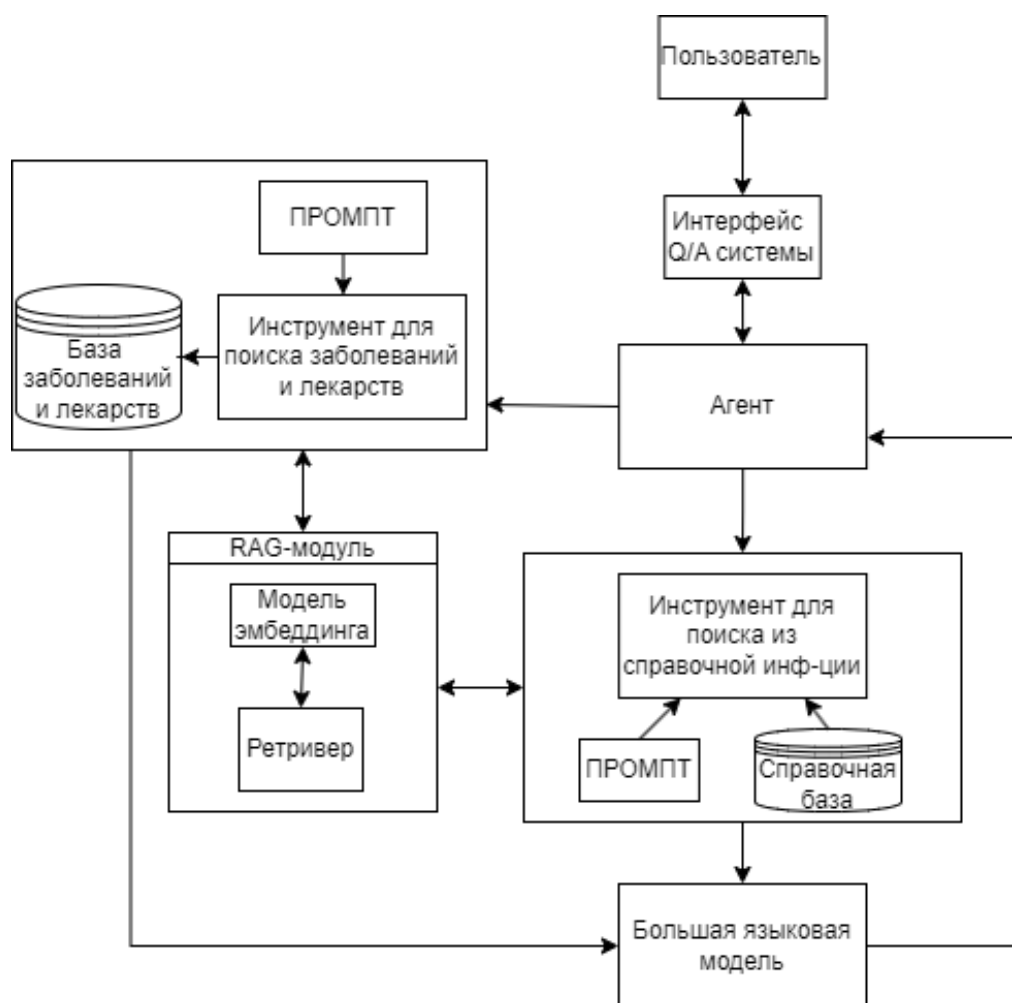 Пользователь
ПРОМПТ
Интерфейс
Q/A системы
Инструмент для
поиска заболеваний
и лекарств
База
заболеваний
и лекарств
Агент
RAG-модуль
Модель
эмбеддинга
Ретривер
Инструмент для
поиска из
справочной инф-ции
ПРОМПТ
Справочная
база
Большая языковая
модель